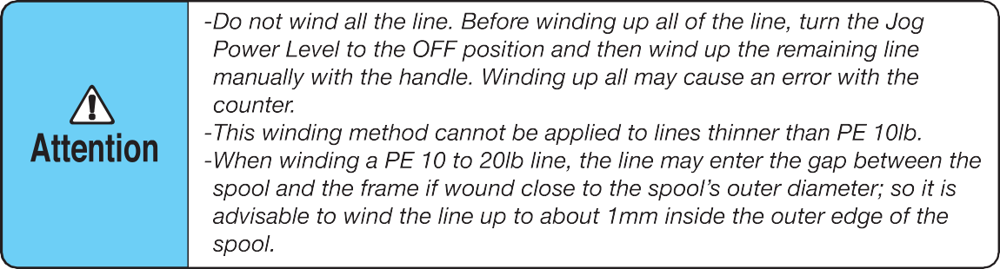 Attention
-Do not wind all the line. Before winding up all of the line, turn the Jog
Power Level to the OFF position and then wind up the remaining line
manually with the handle. Winding up all may cause an error with the
counter.
-This winding method cannot be applied to lines thinner than PE 10lb.
-When winding a PE 10 to 20lb line, the line may enter the gap between the
spool and the frame if wound close to the spool's outer diameter; so it is
advisable to wind the line up to about 1mm inside the outer edge of the
spool.